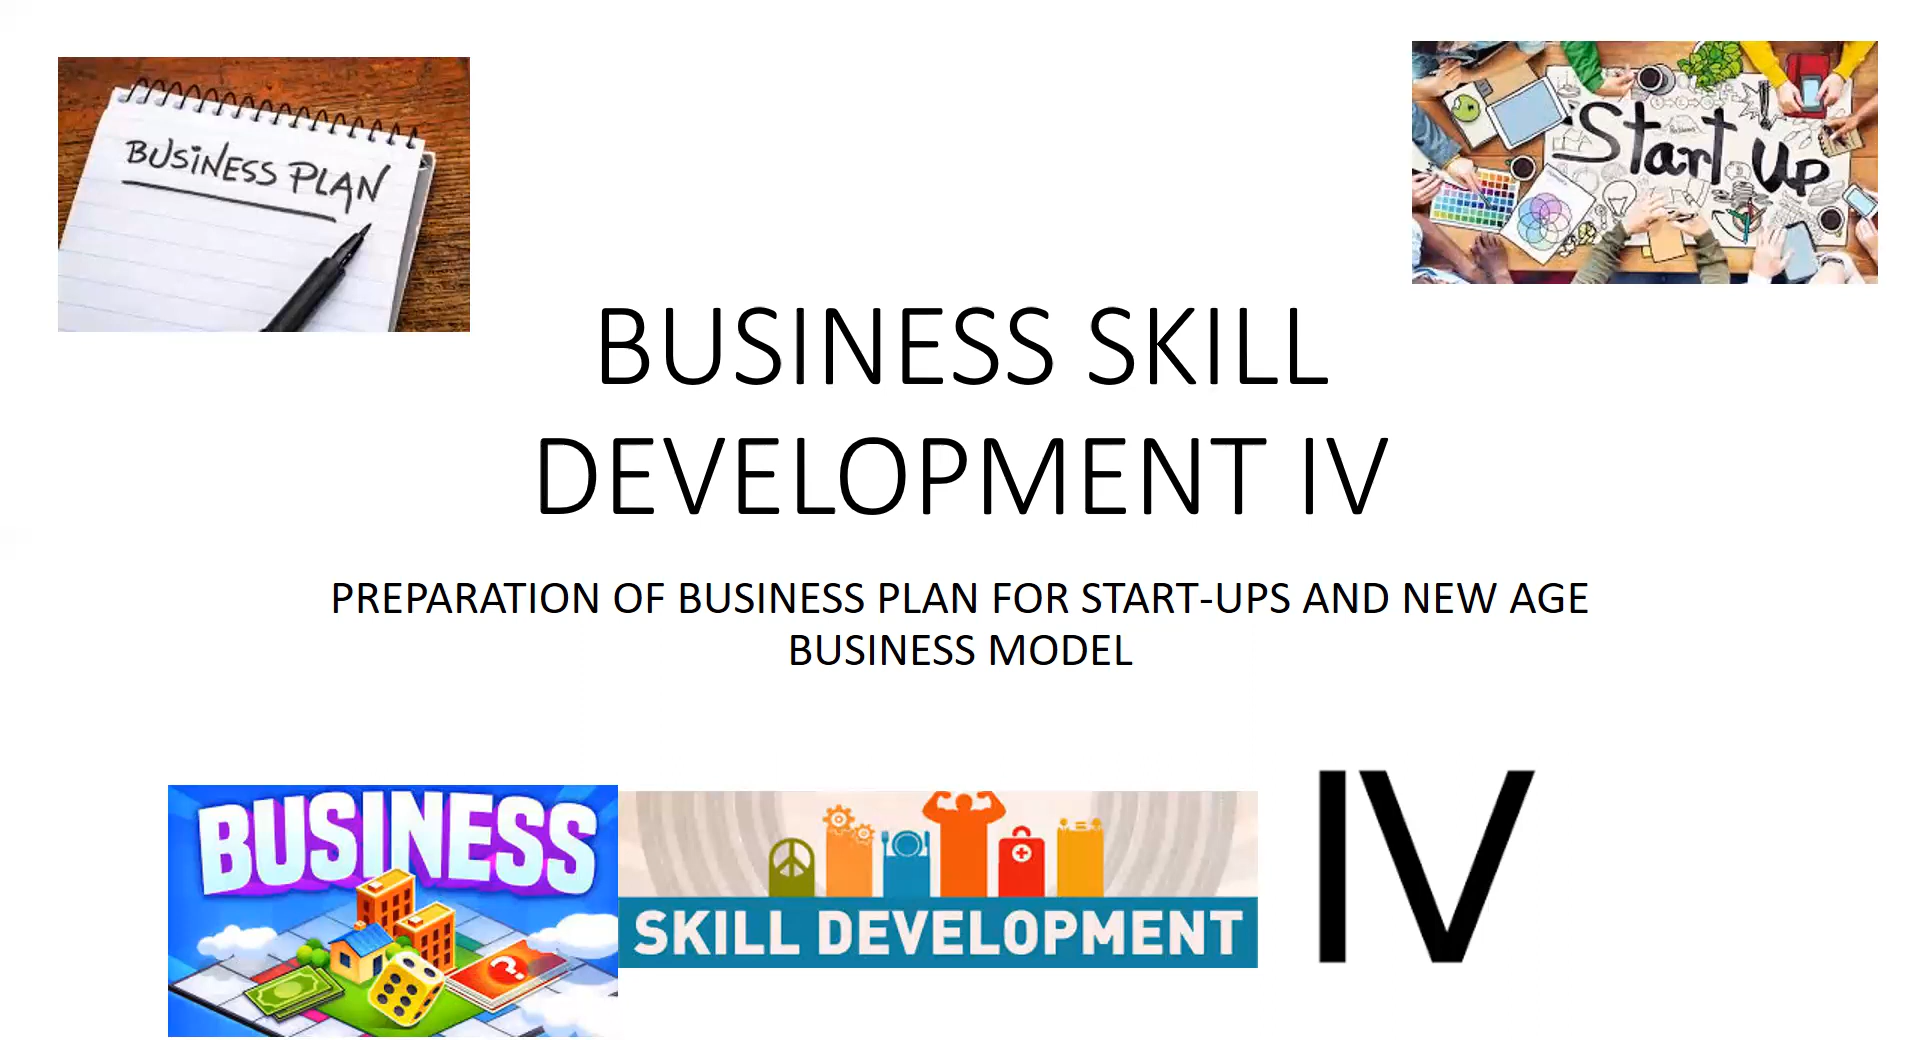 BUSINESS PLAN
Start Up
BUSINESS SKILL
DEVELOPMENT IV
PREPARATION OF BUSINESS PLAN FOR START-UPS AND NEW AGE
BUSINESS MODEL
BUSINESS
?
SKILL DEVELOPMENT
IV